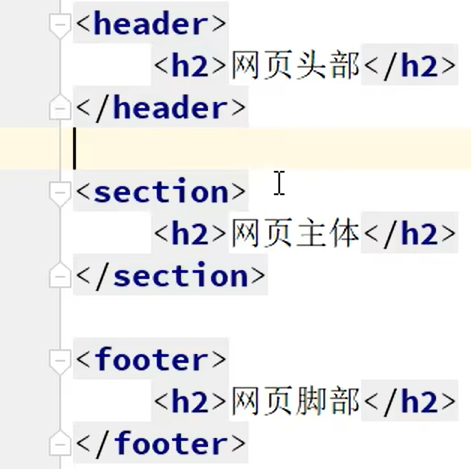 <header>
<h2>网页头部</h2>
</header>
<section>
<h2>网页主体</h2>
</section>
<footer>
<h2>网页脚部</h2>
</footer>